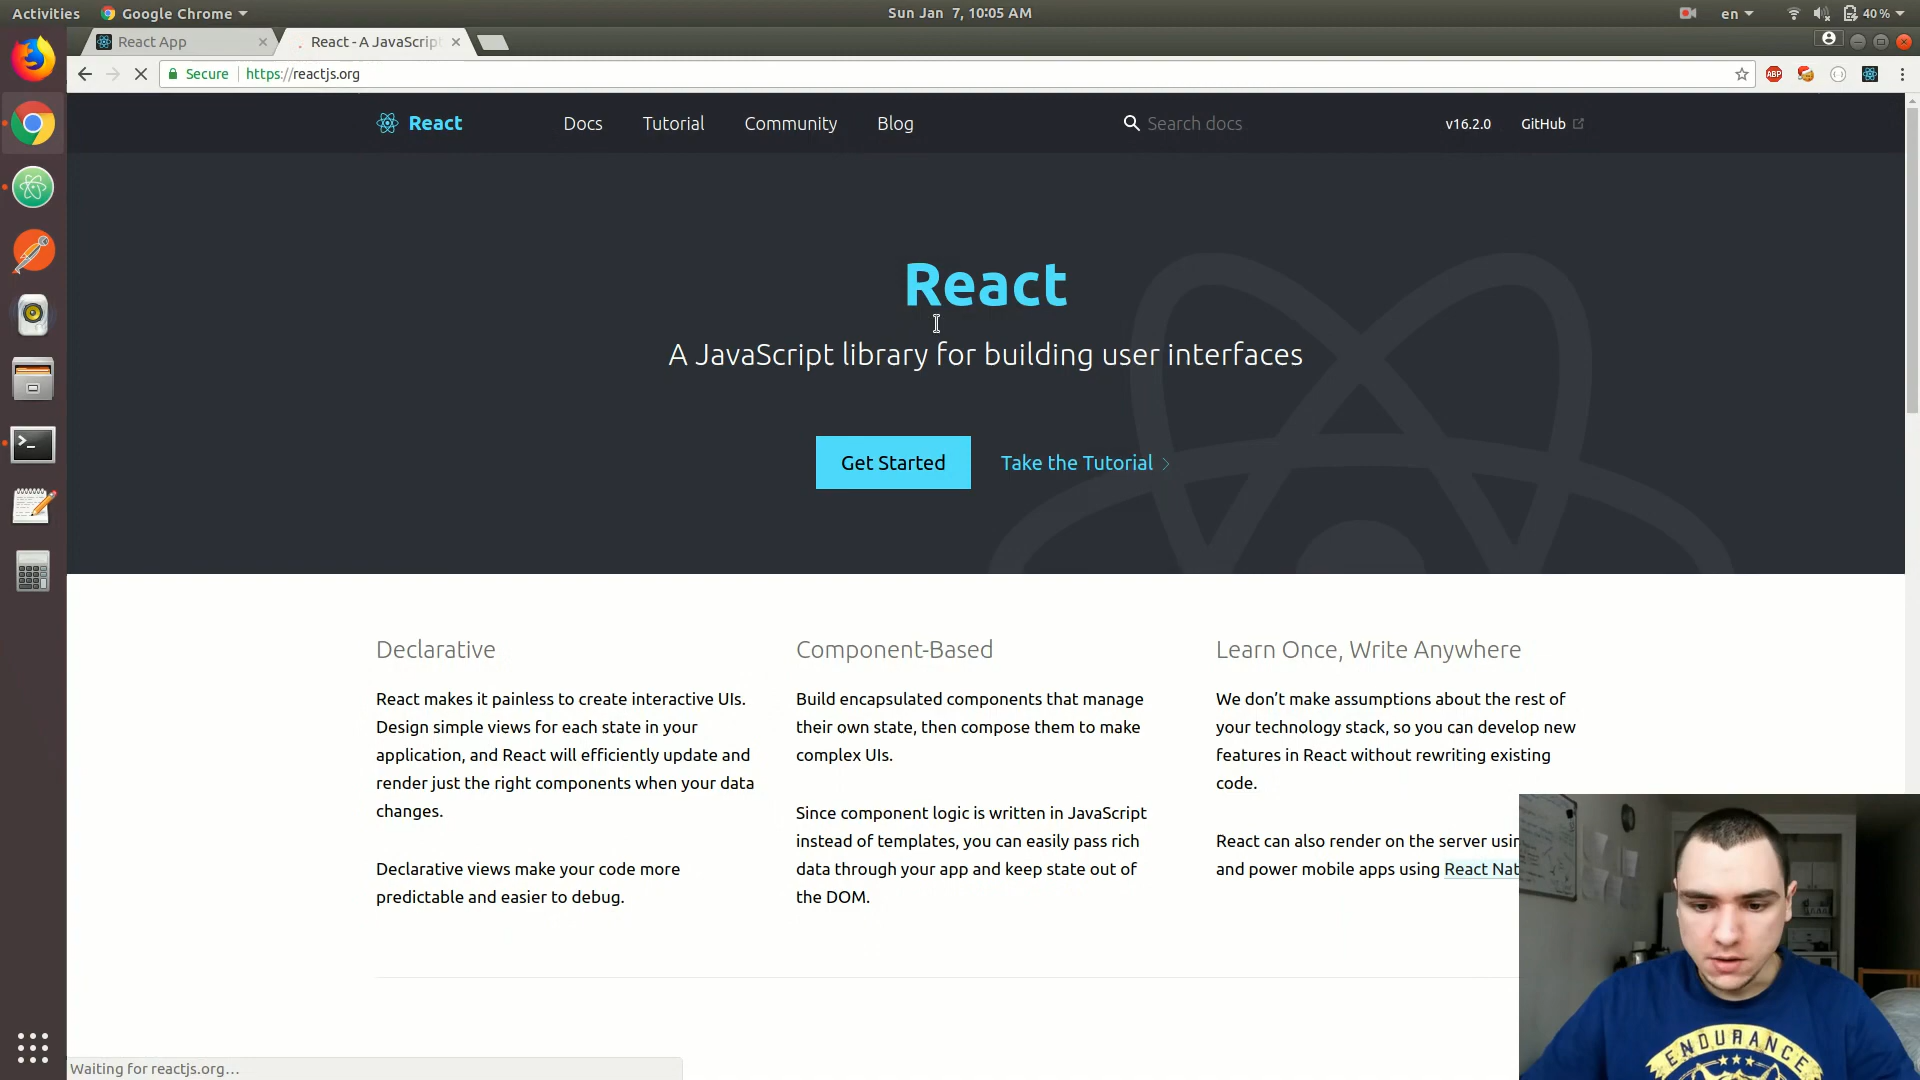 Activities
Google Chrome
Sun Jan 7, 10:05 AM
en
40 %
React App
React - A JavaScript
Secure
https://reactjs.org
ABP
React
Docs
Tutorial
Community
Blog
Search docs
v16.2.0
GitHub
React
A JavaScript library for building user interfaces
Get Started
Take the Tutorial
Declarative
React makes it painless to create interactive UIs.
Design simple views for each state in your
application, and React will efficiently update and
render just the right components when your data
changes.
Declarative views make your code more
predictable and easier to debug.
Component-Based
Build encapsulated components that manage
their own state, then compose them to make
complex UIs.
Since component logic is written in JavaScript
instead of templates, you can easily pass rich
data through your app and keep state out of
the DOM.
Learn Once, Write Anywhere
We don’t make assumptions about the rest of
your technology stack, so you can develop new
features in React without rewriting existing
code.
React can also render on the server usin
and power mobile apps using React Nat
ENDURANCE
Waiting for reactjs.org…